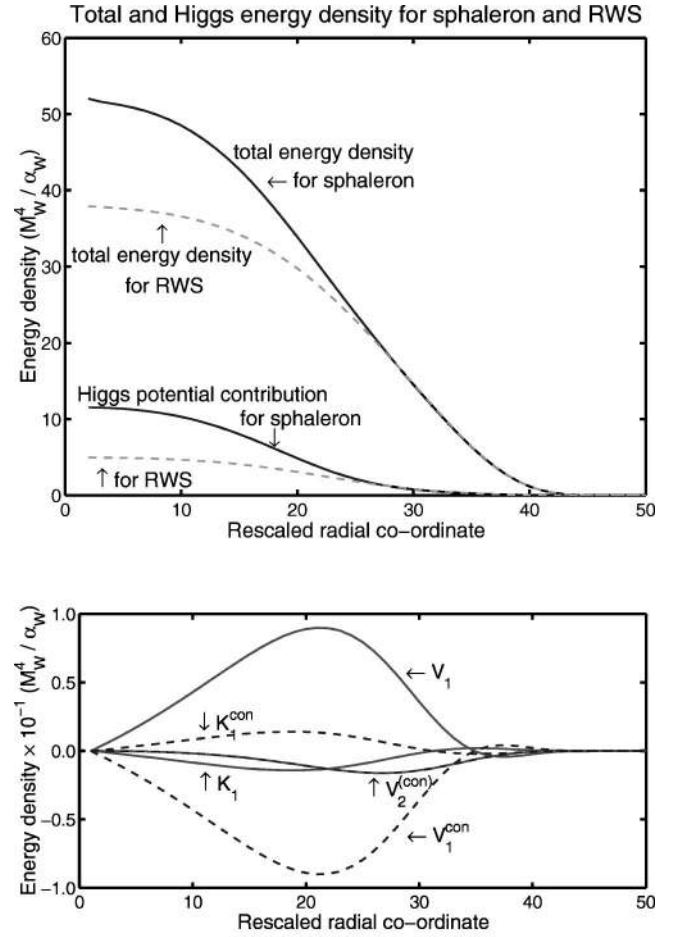 Total and Higgs energy density for sphaleron and RWS
60
50
40
30
20
10
0
Energy density (M_W^4 / α_W)
total energy density
← for sphaleron
↑
total energy density
for RWS
Higgs potential contribution
for sphaleron
↓
↑ for RWS
0 10 20 30 40 50
Rescaled radial co-ordinate
1.0
0.5
0.0
−0.5
−1.0
Energy density × 10^-1 (M_W^4 / α_W)
← V_1
↓ K_1^con
↑ K_1
↑ V_2^(con)
← V_1^con
0 10 20 30 40 50
Rescaled radial co-ordinate